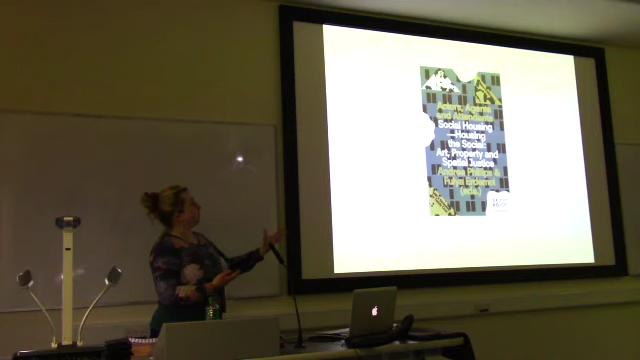 Actors, Agents
and Attendants
Social Housing
—Housing
the Social:
Art, Property and
Spatial Justice
Andrea Phillips &
Fulya Erdemci
(eds.)